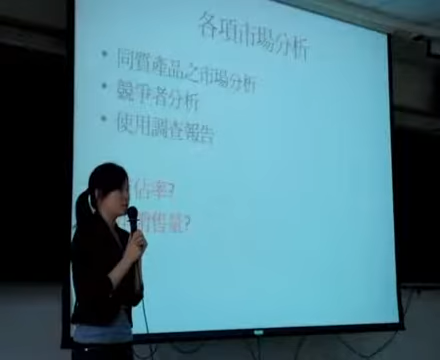 各項市場分析
• 同質產品之市場分析
• 競爭者分析
• 使用調查報告
佔率?
銷售量?